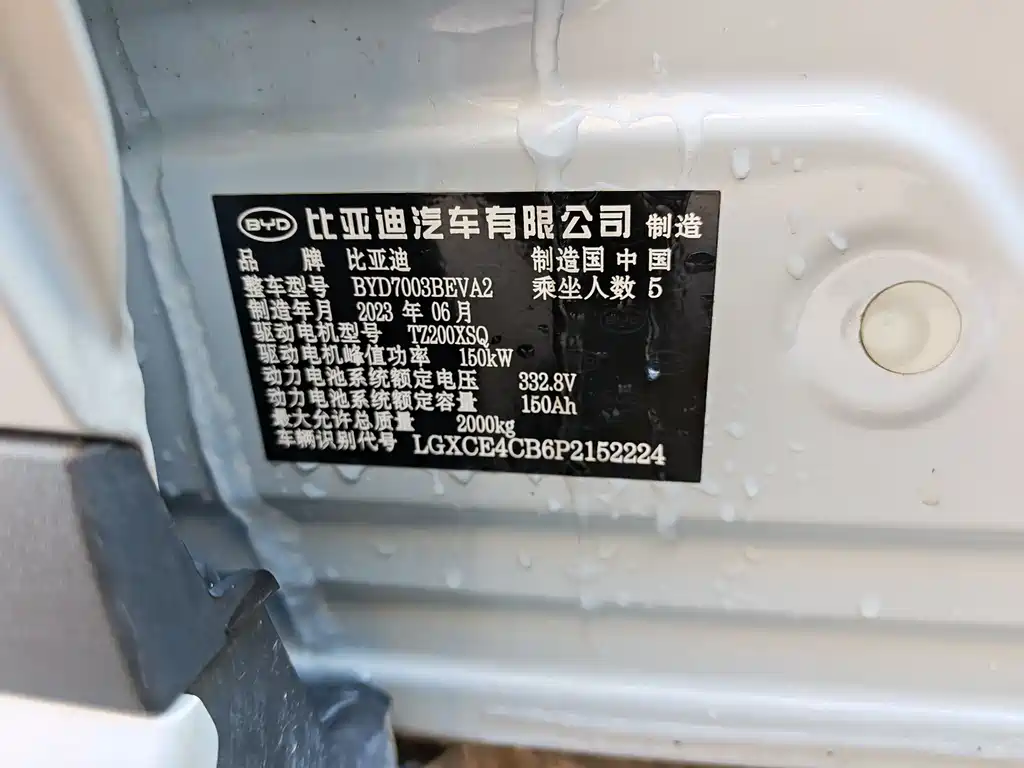 BYD 比亚迪汽车有限公司 制造
品 牌 比亚迪 制造国 中国
整车型号 BYD7003BEVA2 乘坐人数 5
制造年月 2023 年 06 月
驱动电机型号 TZ200XSQ
驱动电机峰值功率 150kW
动力电池系统额定电压 332.8V
动力电池系统额定容量 150Ah
最大允许总质量 2000kg
车辆识别代号 LGXCE4CB6P2152224